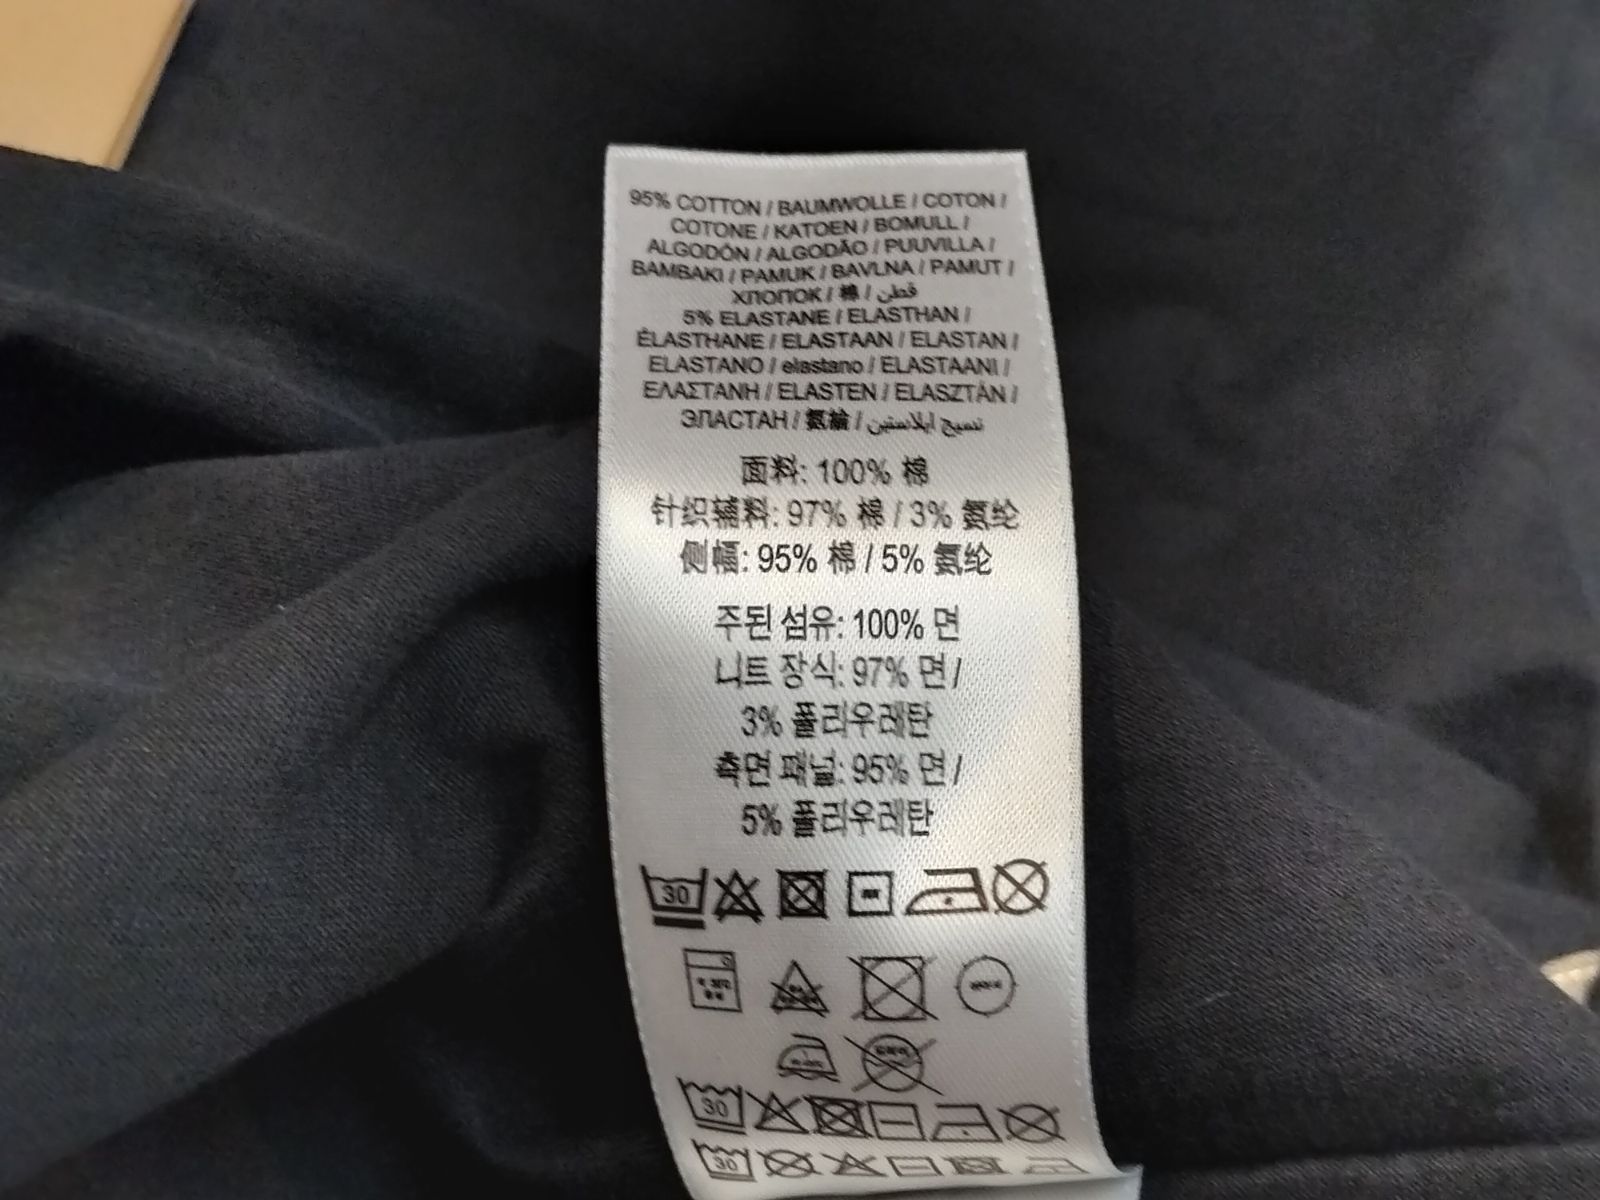 95% COTTON / BAUMWOLLE / COTON /
COTONE / KATOEN / BOMULL /
ALGODÓN / ALGODÃO / PUUVILLA /
BAMBAKI / PAMUK / BAVLNA / PAMUT /
ХПОПОК / 棉 / قطن
5% ELASTANE / ELASTHAN /
ÉLASTHANE / ELASTAAN / ELASTAN /
ELASTANO / elastano / ELASTAANI /
ΕΛΑΣΤΑΝΗ / ELASTEN / ELASZTÁN /
ЭПАСТАН / 氨綸 / نسيج ايلاستين
面料: 100% 棉
针织辅料: 97% 棉 / 3% 氨纶
侧幅: 95% 棉 / 5% 氨纶
주된 섬유: 100% 면
니트 장식: 97% 면 /
3% 폴리우레탄
측면 패널: 95% 면 /
5% 폴리우레탄
30
30
30